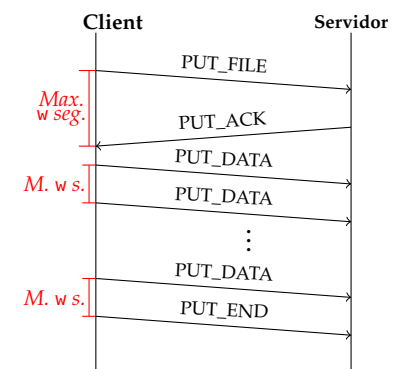 Client Servidor
PUT_FILE
Max.
w seg.
PUT_ACK
PUT_DATA
M. w s.
PUT_DATA
⋮
PUT_DATA
M. w s.
PUT_END